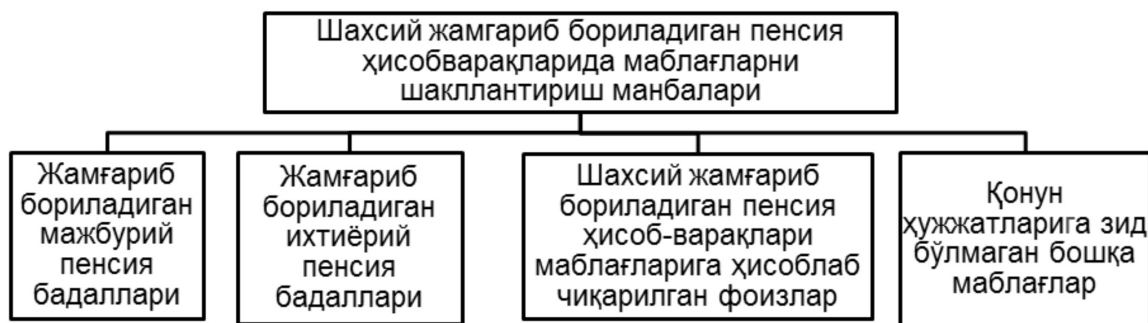 Шахсий жамгариб бориладиган пенсия
ҳисобварақларида маблағларни
шакллантириш манбалари
Жамғариб
бориладиган
мажбурий
пенсия
бадаллари
Жамғариб
бориладиган
ихтиёрий
пенсия
бадаллари
Шахсий жамғариб
бориладиган пенсия
ҳисоб-варақлари
маблағларига ҳисоблаб
чиқарилган фоизлар
Қонун
ҳужжатларига зид
бўлмаган бошқа
маблағлар